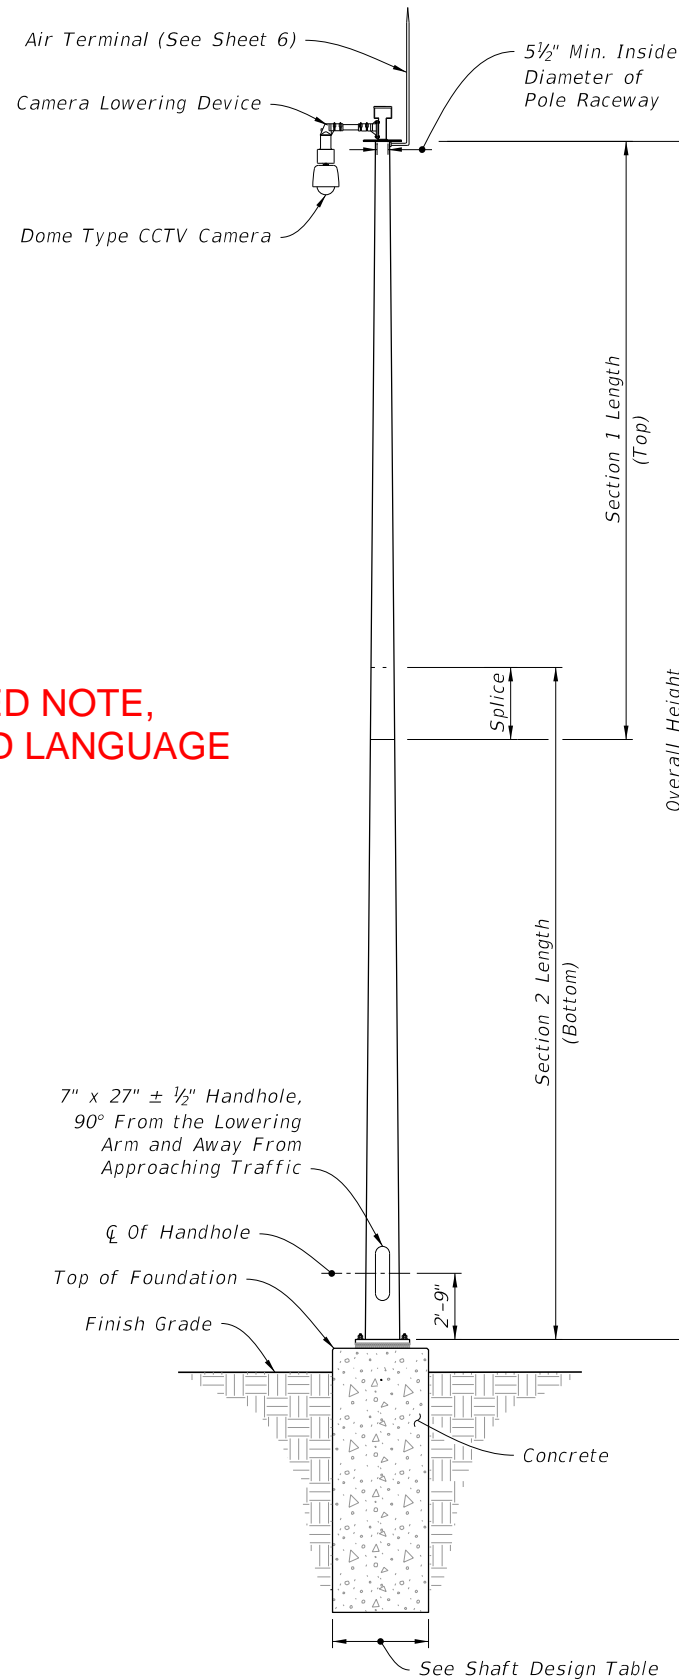 Air Terminal (See Sheet 6)
5½" Min. Inside
Diameter of
Pole Raceway
Camera Lowering Device
Dome Type CCTV Camera
Section 1 Length
(Top)
Splice
Overall Height
ED NOTE,
D LANGUAGE
Section 2 Length
(Bottom)
7" x 27" ± ½" Handhole,
90° From the Lowering
Arm and Away From
Approaching Traffic
℄ Of Handhole
Top of Foundation
2'-9"
Finish Grade
Concrete
See Shaft Design Table